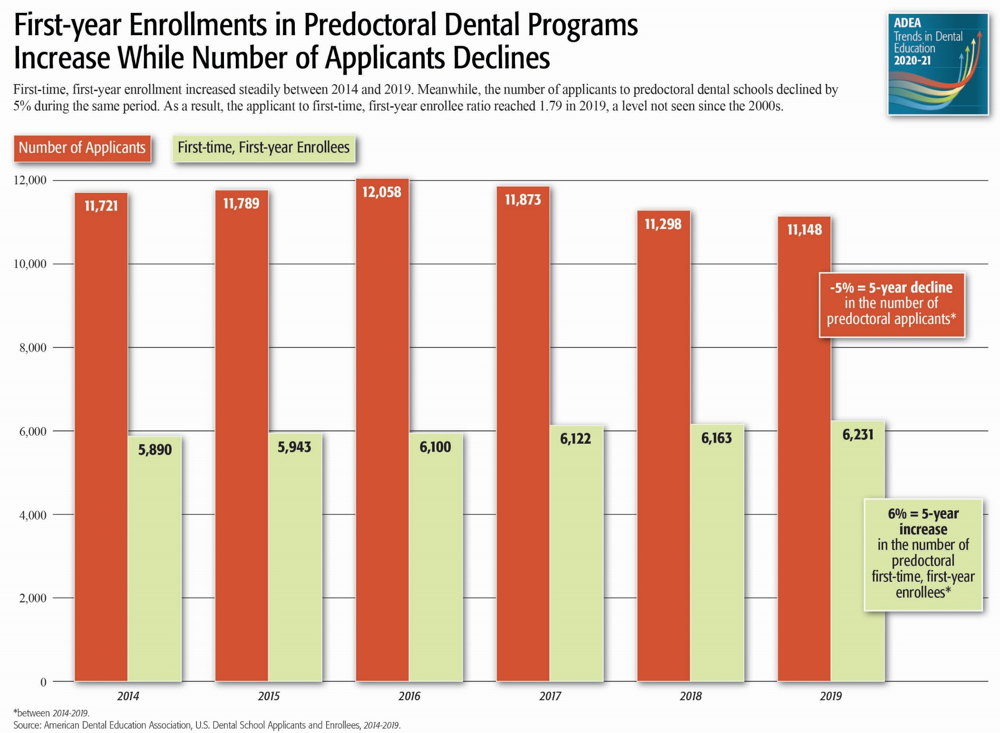 First-year Enrollments in Predoctoral Dental Programs
Increase While Number of Applicants Declines
First-time, first-year enrollment increased steadily between 2014 and 2019. Meanwhile, the number of applicants to predoctoral dental schools declined by
5% during the same period. As a result, the applicant to first-time, first-year enrollee ratio reached 1.79 in 2019, a level not seen since the 2000s.
ADEA
Trends in Dental
Education
2020-21
Number of Applicants
First-time, First-year Enrollees
12,000
10,000
8,000
6,000
4,000
2,000
0
11,721
5,890
11,789
5,943
12,058
6,100
11,873
6,122
11,298
6,163
11,148
6,231
-5% = 5-year decline
in the number of
predoctoral applicants*
6% = 5-year
increase
in the number of
predoctoral
first-time, first-year
enrollees*
2014
2015
2016
2017
2018
2019
*between 2014-2019.
Source: American Dental Education Association, U.S. Dental School Applicants and Enrollees, 2014-2019.